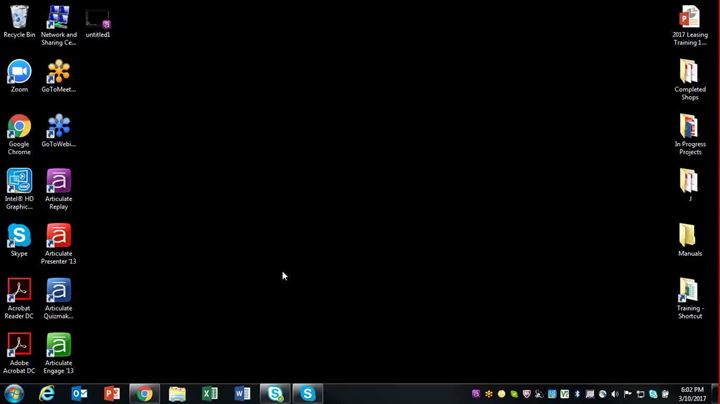 Recycle Bin
Network and
Sharing Ce...
untitled1
Zoom
GoToMeet...
Google
Chrome
GoToWebi...
Intel® HD
Graphic...
Articulate
Replay
Skype
Articulate
Presenter '13
Acrobat
Reader DC
Articulate
Quizmak...
Adobe
Acrobat DC
Articulate
Engage '13
2017 Leasing
Training 1...
Completed
Shops
In Progress
Projects
J
Manuals
Training -
Shortcut
6:02 PM
3/10/2017